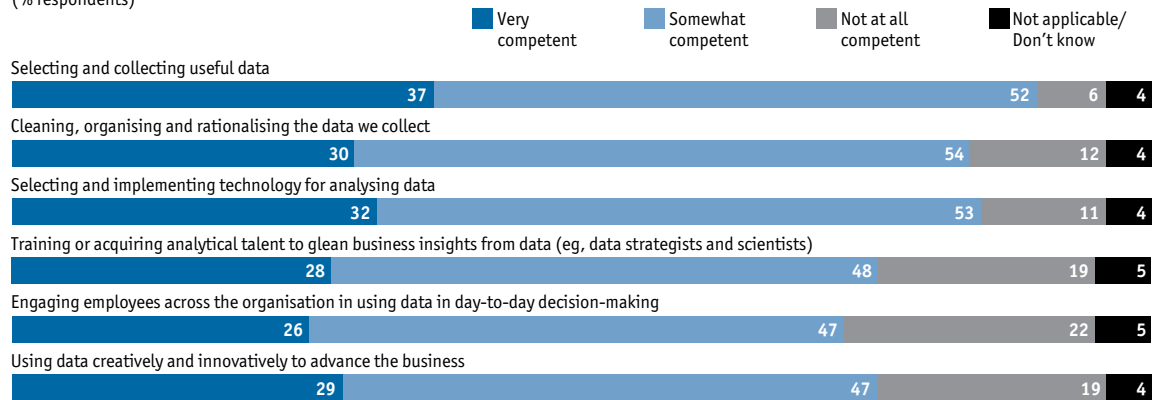 (% respondents)
Very competent
Somewhat competent
Not at all competent
Not applicable/ Don't know
Selecting and collecting useful data
37 52 6 4
Cleaning, organising and rationalising the data we collect
30 54 12 4
Selecting and implementing technology for analysing data
32 53 11 4
Training or acquiring analytical talent to glean business insights from data (eg, data strategists and scientists)
28 48 19 5
Engaging employees across the organisation in using data in day-to-day decision-making
26 47 22 5
Using data creatively and innovatively to advance the business
29 47 19 4